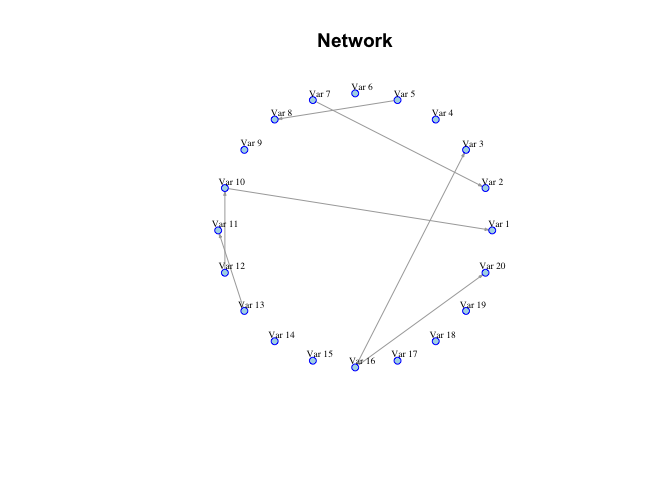 Network
Var 6
Var 7
Var 5
Var 8
Var 4
Var 9
Var 3
Var 10
Var 2
Var 11
Var 1
Var 12
Var 20
Var 13
Var 19
Var 14
Var 18
Var 15
Var 17
Var 16